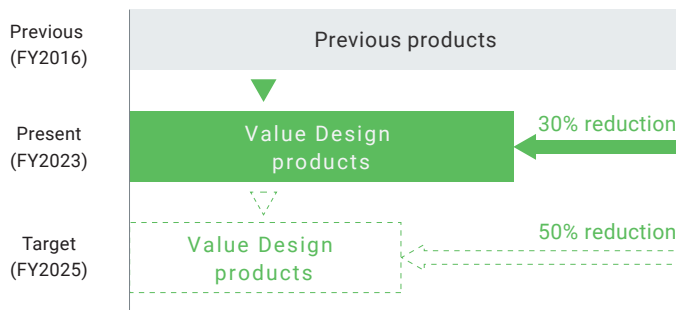 Previous
(FY2016)
Previous products
Present
(FY2023)
Value Design
products
30% reduction
Target
(FY2025)
Value Design
products
50% reduction